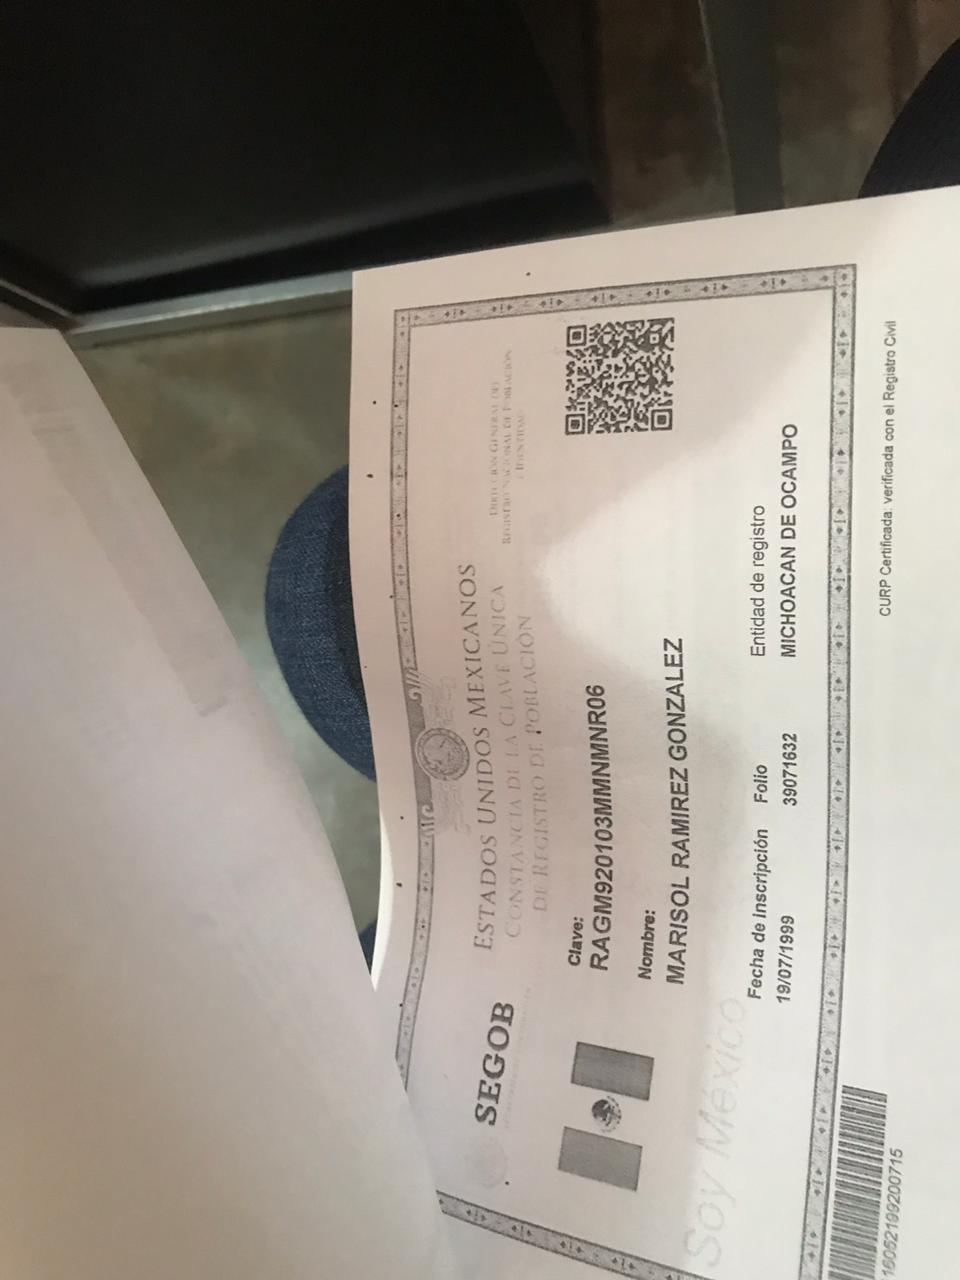 SEGOB
ESTADOS UNIDOS MEXICANOS
CONSTANCIA DE LA CLAVE ÚNICA
DE REGISTRO DE POBLACIÓN
DIRECCIÓN GENERAL DEL
REGISTRO NACIONAL DE POBLACIÓN
E IDENTIDAD
Clave:
RAGM920103MMNMNR06
Nombre:
MARISOL RAMIREZ GONZALEZ
Soy México
Fecha de inscripción Folio Entidad de registro
19/07/1999 39071632 MICHOACAN DE OCAMPO
CURP Certificada: verificada con el Registro Civil
16052199200715